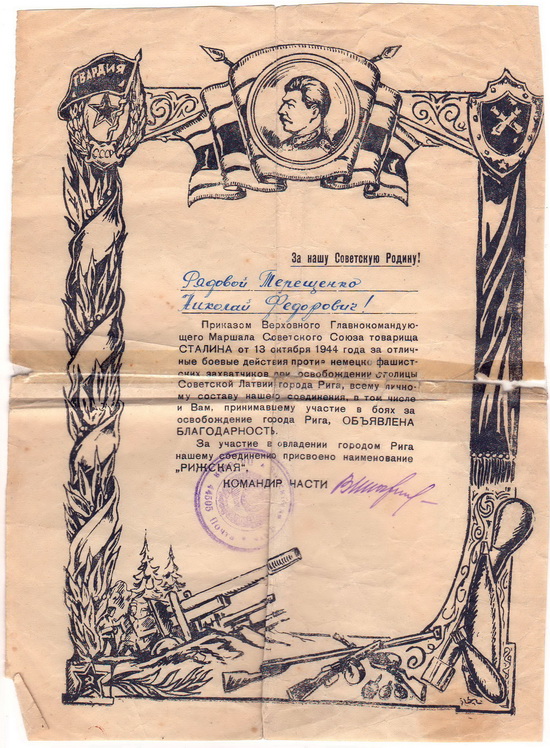 ГВАРДИЯ
СССР
За нашу Советскую Родину!
Рядовой Терещенко
Николай Федорович!
Приказом Верховного Главнокомандую-
щего Маршала Советского Союза товарища
СТАЛИНА от 13 октября 1944 года за отлич-
ные боевые действия против немецко фашист-
ских захватчиков при освобождении столицы
Советской Латвии города Рига, всему лично-
му составу нашего соединения, в том числе
и Вам, принимавшему участие в боях за
освобождение города Рига, ОБЪЯВЛЕНА
БЛАГОДАРНОСТЬ.
За участие в овладении городом Рига
нашему соединению присвоено наименование
„РИЖСКАЯ".
КОМАНДИР ЧАСТИ
44505